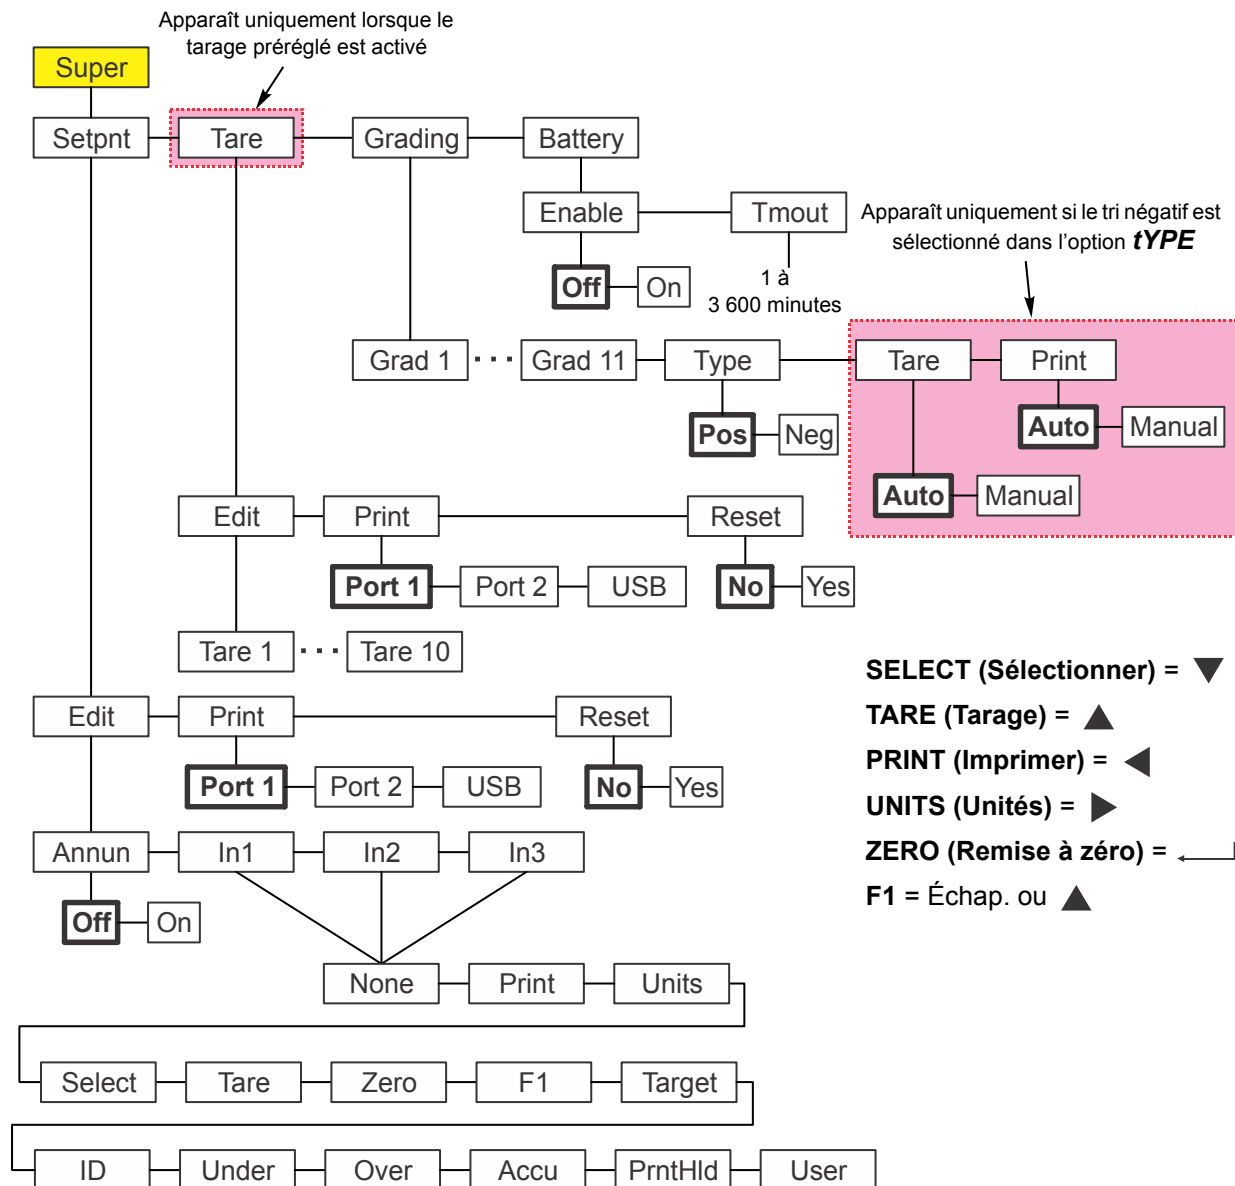 Apparaît uniquement lorsque le
tarage préréglé est activé
Super
Setpnt Tare Grading Battery
Enable Tmout
Apparaît uniquement si le tri négatif est
sélectionné dans l'option tYPE
Off On
1 à
3 600 minutes
Grad 1 · · · Grad 11 Type Tare Print
Pos Neg Auto Manual
Auto Manual
Edit Print Reset
Port 1 Port 2 USB No Yes
Tare 1 · · · Tare 10
SELECT (Sélectionner) = ▼
Edit Print Reset
TARE (Tarage) = ▲
PRINT (Imprimer) = ◀
Port 1 Port 2 USB No Yes
UNITS (Unités) = ▶
Annun In1 In2 In3
ZERO (Remise à zéro) = ↵
F1 = Échap. ou ▲
Off On
None Print Units
Select Tare Zero F1 Target
ID Under Over Accu PrntHld User